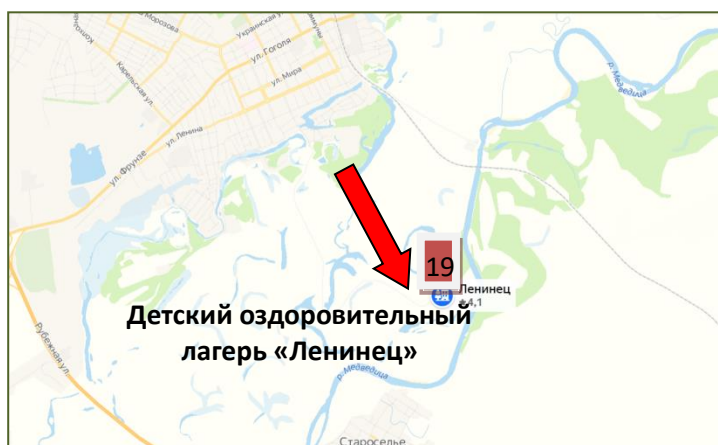 ул. Морозова
Украинская ул.
Карельская ул.
ул. Гоголя
ул. Мира
ул. Ленина
ул. Фрунзе
р. Медведица
19
Ленинец
4,1
Детский оздоровительный
лагерь «Ленинец»
Рубежная ул.
р. Медведица
Староселье